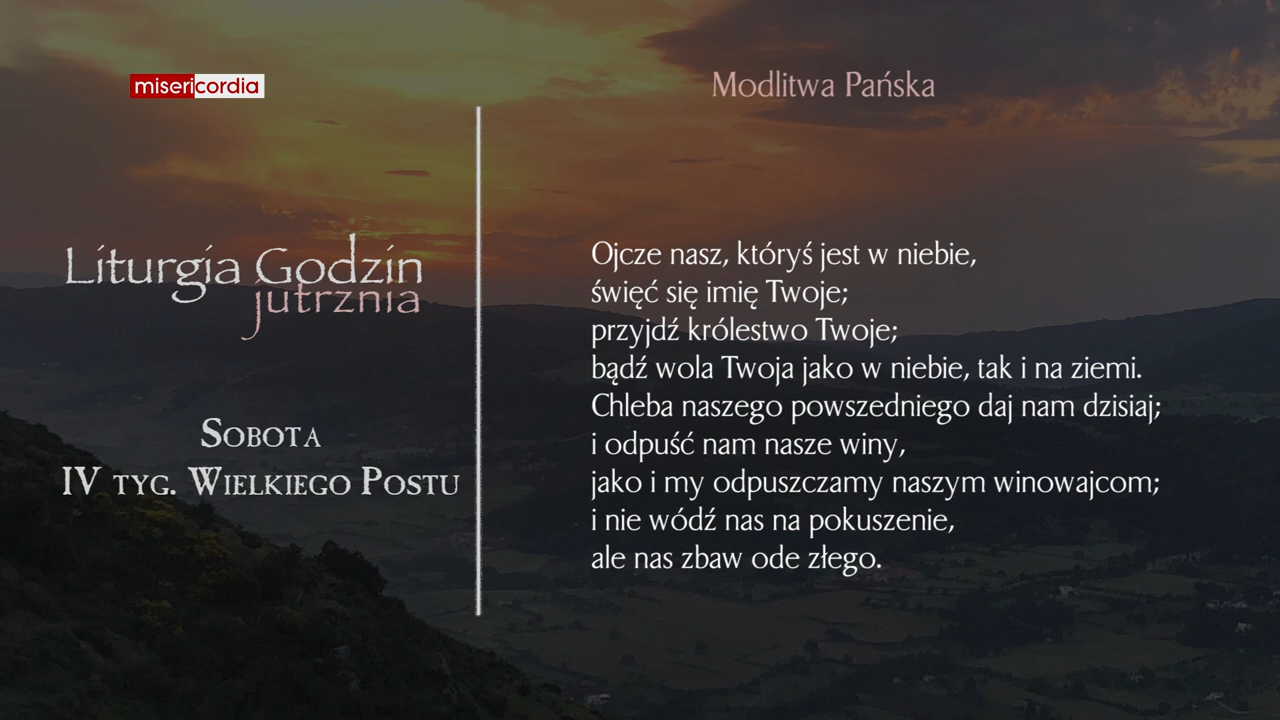 misericordia
Liturgia Godzin
jutrznia
Sobota
IV tyg. Wielkiego Postu
Modlitwa Pańska
Ojcze nasz, któryś jest w niebie,
święć się imię Twoje;
przyjdź królestwo Twoje;
bądź wola Twoja jako w niebie, tak i na ziemi.
Chleba naszego powszedniego daj nam dzisiaj;
i odpuść nam nasze winy,
jako i my odpuszczamy naszym winowajcom;
i nie wódź nas na pokuszenie,
ale nas zbaw ode złego.